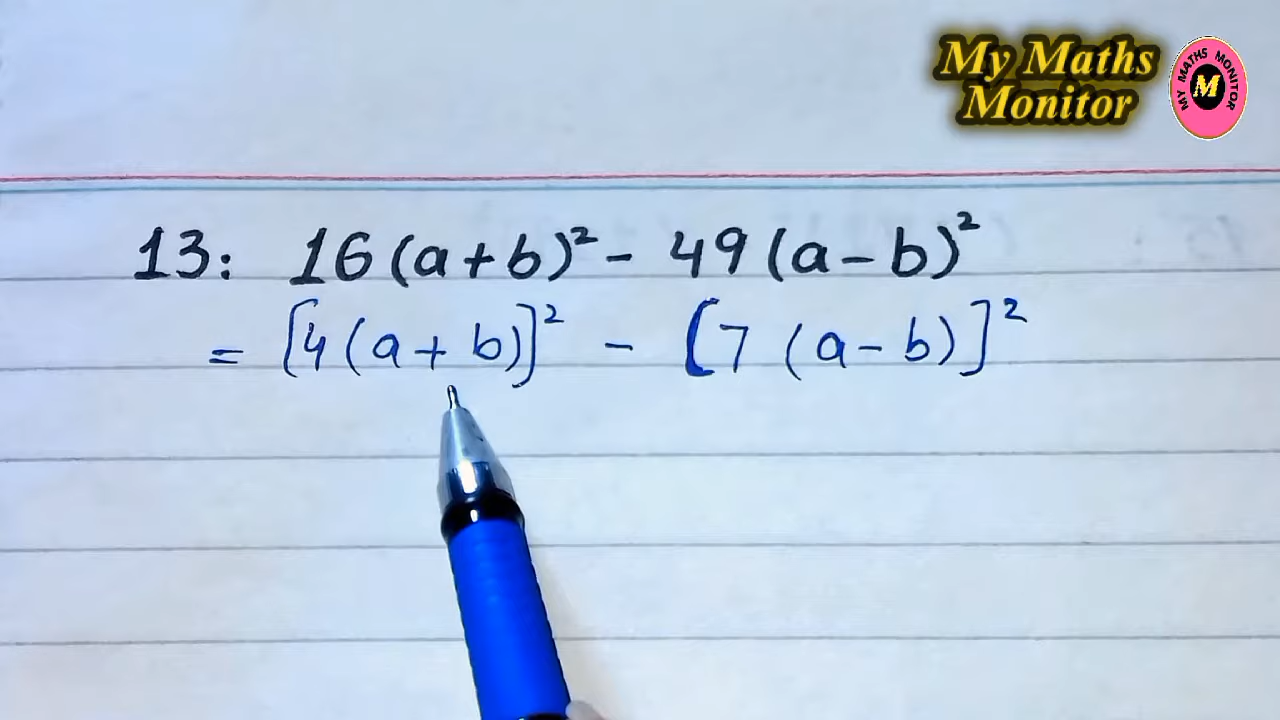 My Maths
Monitor
MY MATHS MONITOR
M
13: 16(a+b)² - 49(a-b)²
= [4(a+b)]² - [7(a-b)]²